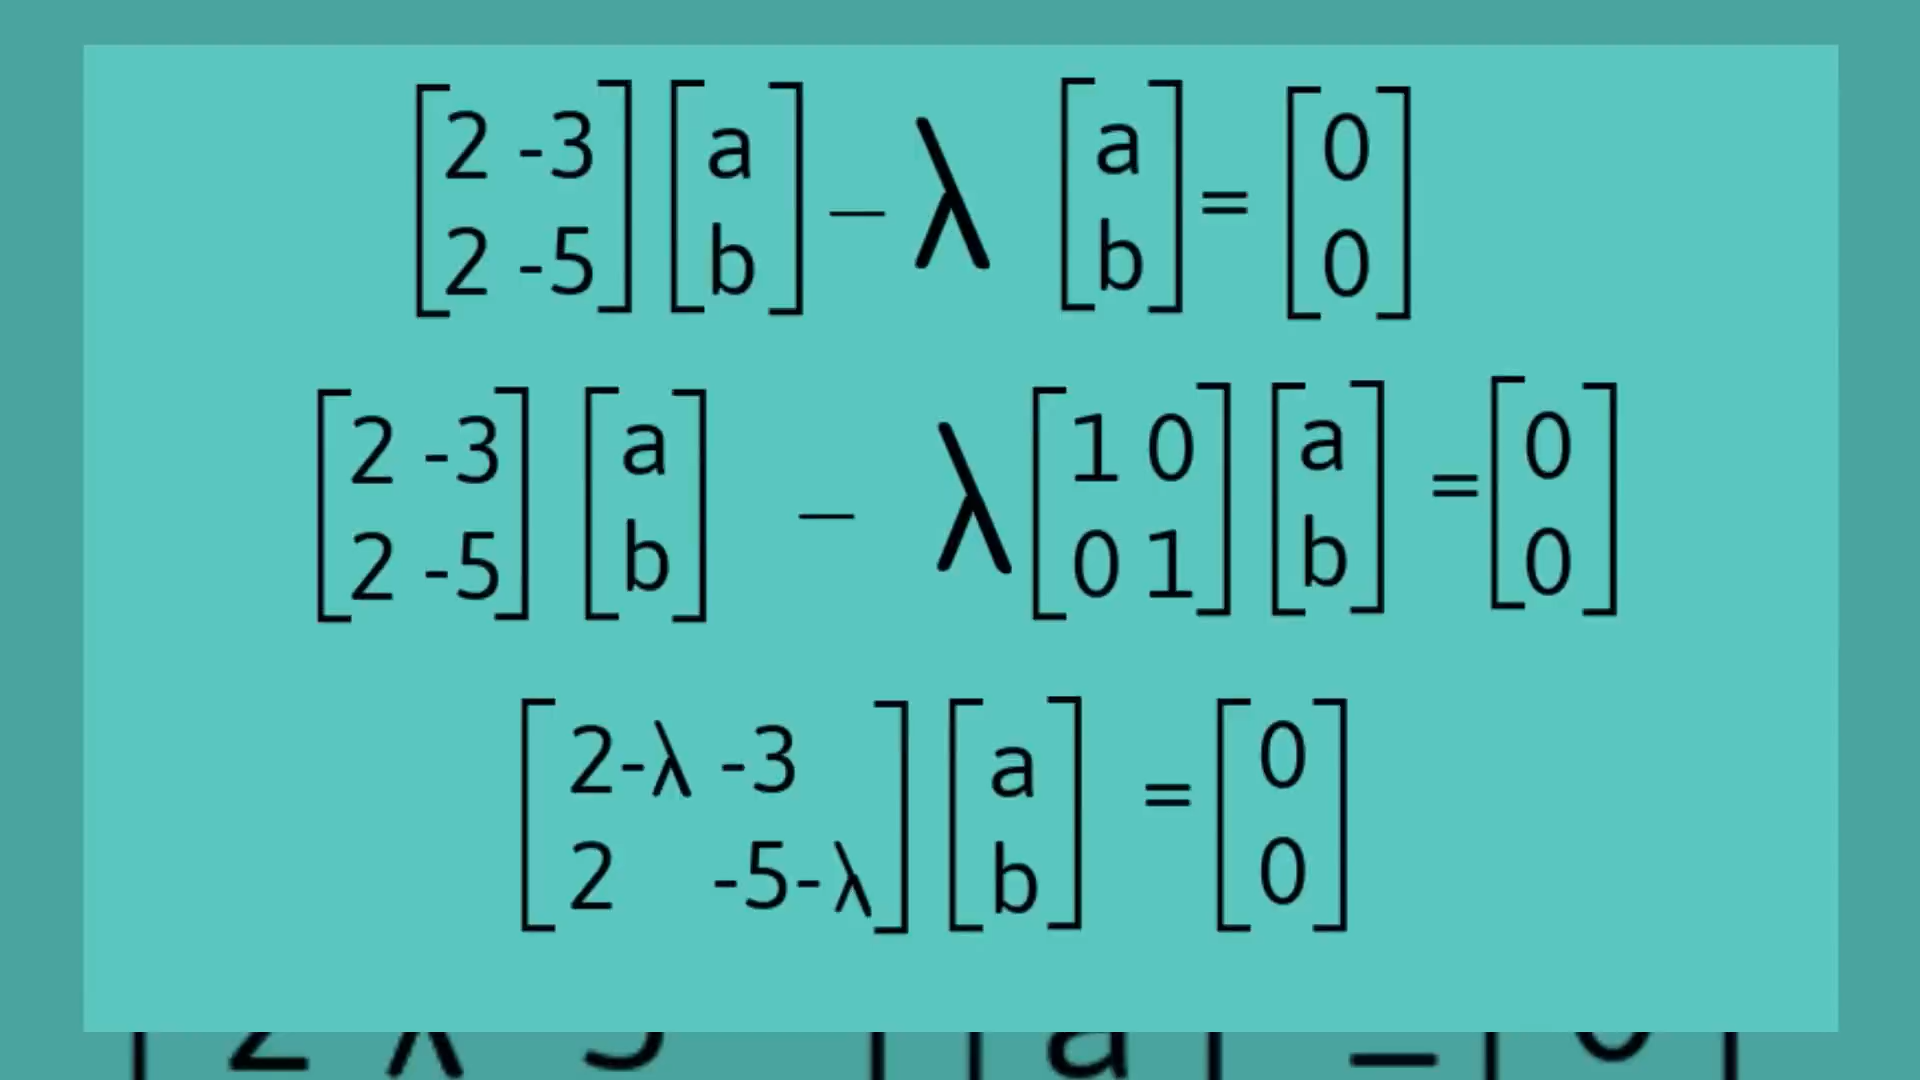 [2 -3; 2 -5] [a; b] – λ [a; b] = [0; 0]
[2 -3; 2 -5] [a; b] – λ [1 0; 0 1] [a; b] = [0; 0]
[2-λ -3; 2 -5-λ] [a; b] = [0; 0]